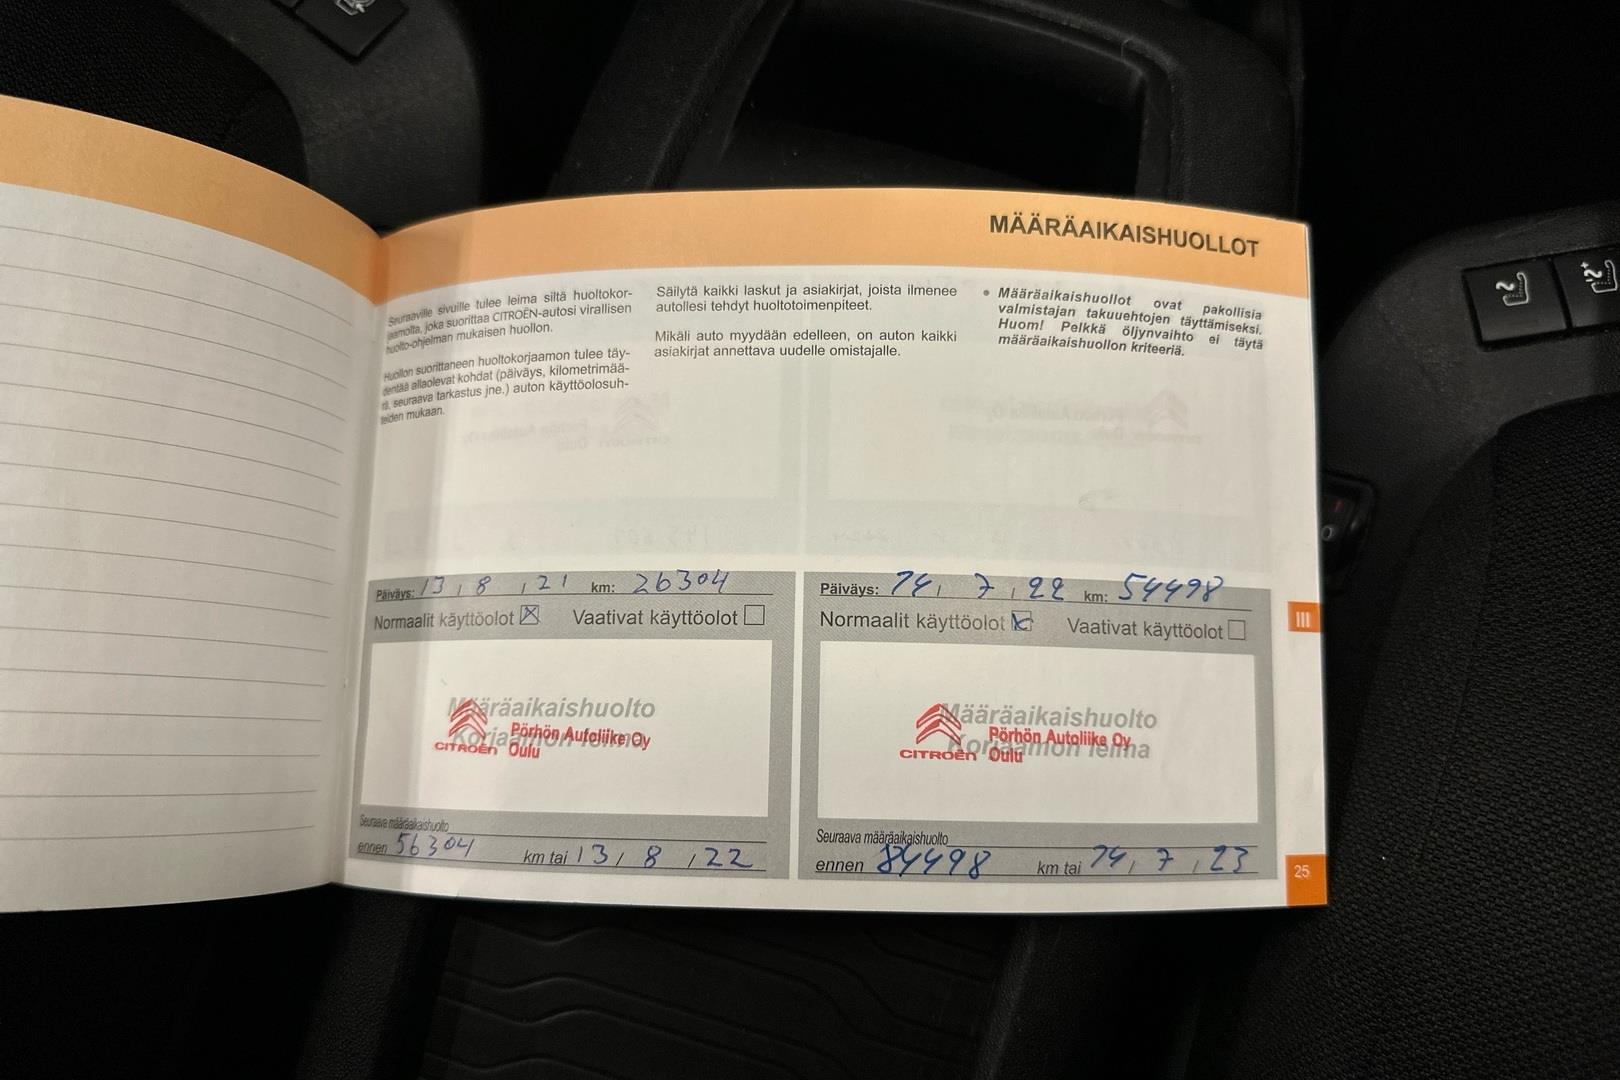 MÄÄRÄAIKAISHUOLLOT
Seuraaville sivuille tulee leima siltä huoltokor-
jaamolta, joka suorittaa CITROËN-autosi virallisen
huolto-ohjelman mukaisen huollon.
Huollon suorittaneen huoltokorjaamon tulee täy-
dentää allaolevat kohdat (päiväys, kilometrimää-
rä, seuraava tarkastus jne.) auton käyttöolosuh-
teiden mukaan.
Säilytä kaikki laskut ja asiakirjat, joista ilmenee
autollesi tehdyt huoltotoimenpiteet.
Mikäli auto myydään edelleen, on auton kaikki
asiakirjat annettava uudelle omistajalle.
• Määräaikaishuollot ovat pakollisia
valmistajan takuuehtojen täyttämiseksi.
Huom! Pelkkä öljynvaihto ei täytä
määräaikaishuollon kriteeriä.
Päiväys: 13 / 8 / 21 km: 26304
Normaalit käyttöolot Vaativat käyttöolot
Määräaikaishuolto
Korjaamon leima
CITROËN
Pörhön Autoliike Oy
Oulu
Seuraava määräaikaishuolto
ennen 56304 km tai 13 / 8 / 22
Päiväys: 14 / 7 / 22 km: 54498
Normaalit käyttöolot Vaativat käyttöolot
Määräaikaishuolto
Korjaamon leima
CITROËN
Pörhön Autoliike Oy
Oulu
Seuraava määräaikaishuolto
ennen 84498 km tai 14 / 7 / 23
III
25